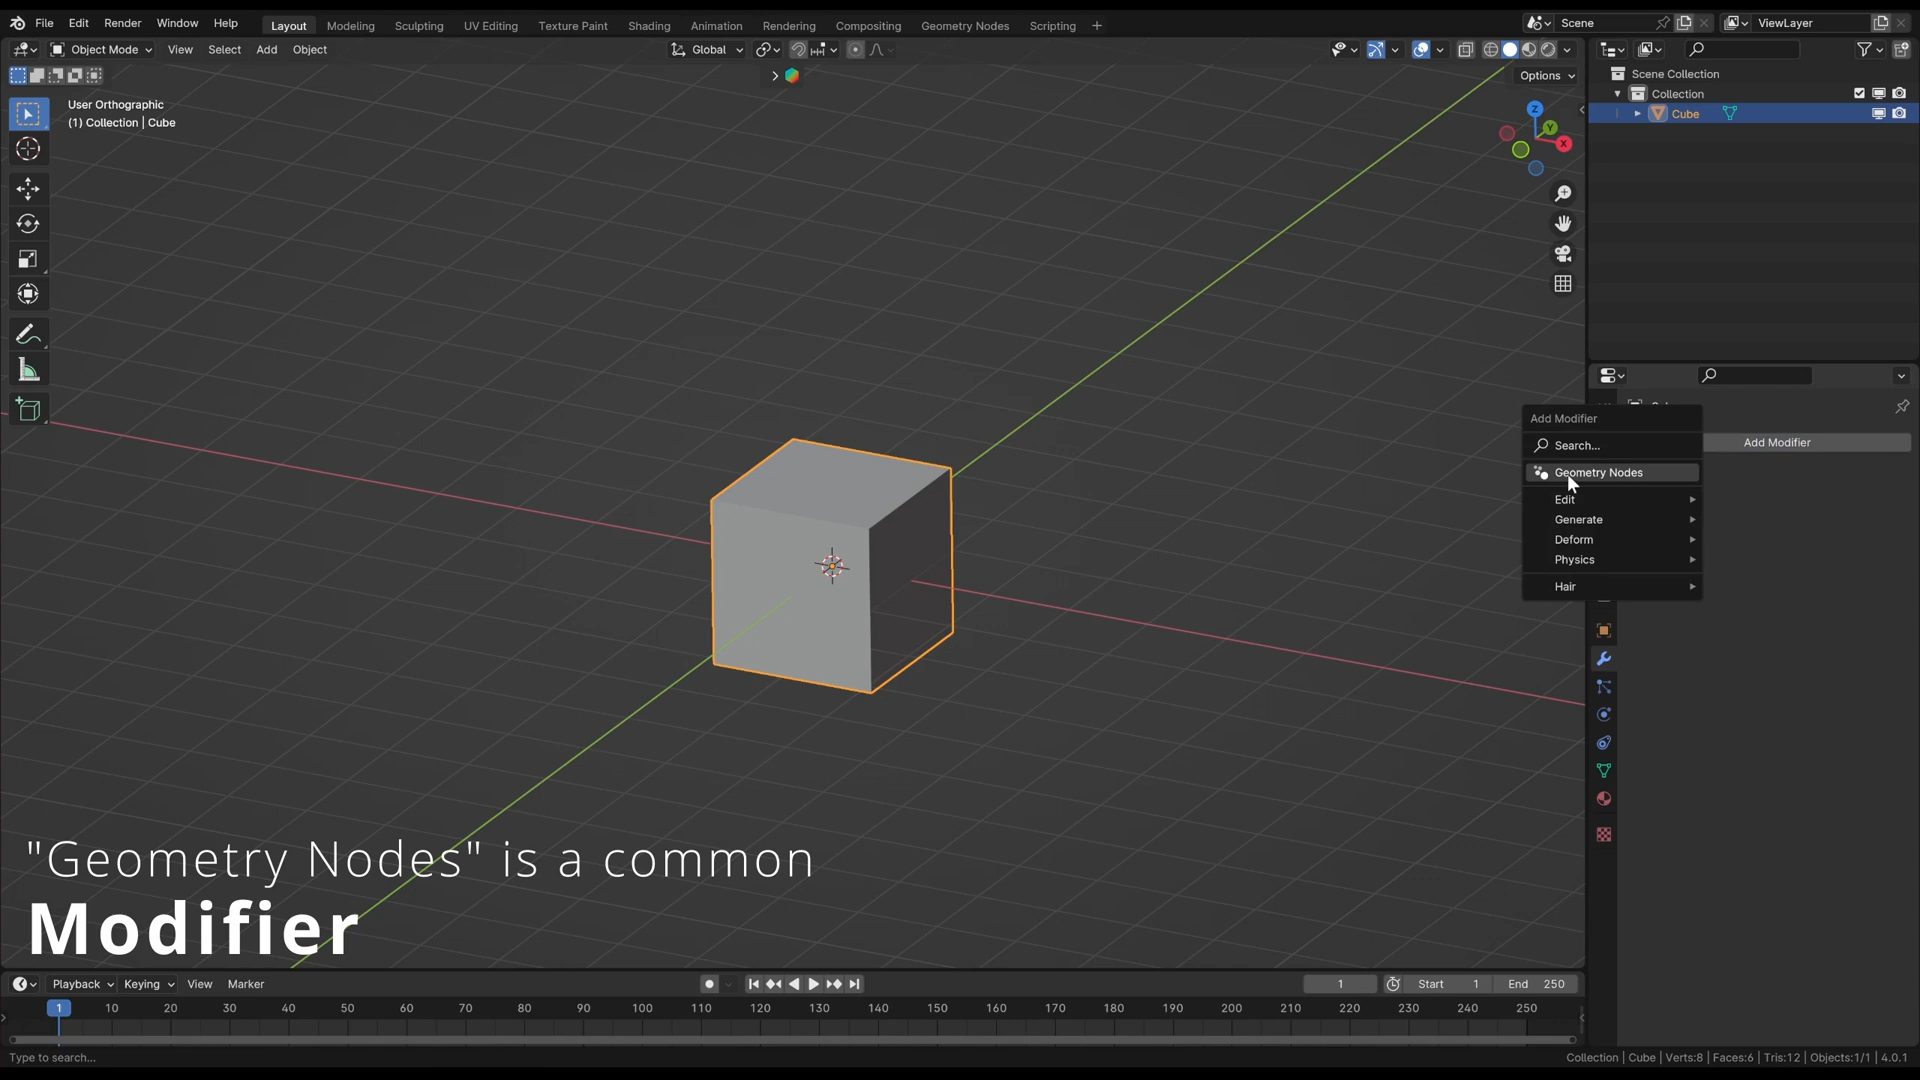 File Edit Render Window Help Layout Modeling Sculpting UV Editing Texture Paint Shading Animation Rendering Compositing Geometry Nodes Scripting + Scene ViewLayer
Object Mode View Select Add Object Global
Options
User Orthographic
(1) Collection | Cube
Z
Y
X
Scene Collection
Collection
Cube
Add Modifier
Search...
Geometry Nodes
Edit
Generate
Deform
Physics
Hair
Add Modifier
"Geometry Nodes" is a common
Modifier
Playback Keying View Marker 1 Start 1 End 250
1 10 20 30 40 50 60 70 80 90 100 110 120 130 140 150 160 170 180 190 200 210 220 230 240 250
Type to search... Collection | Cube | Verts:8 | Faces:6 | Tris:12 | Objects:1/1 | 4.0.1